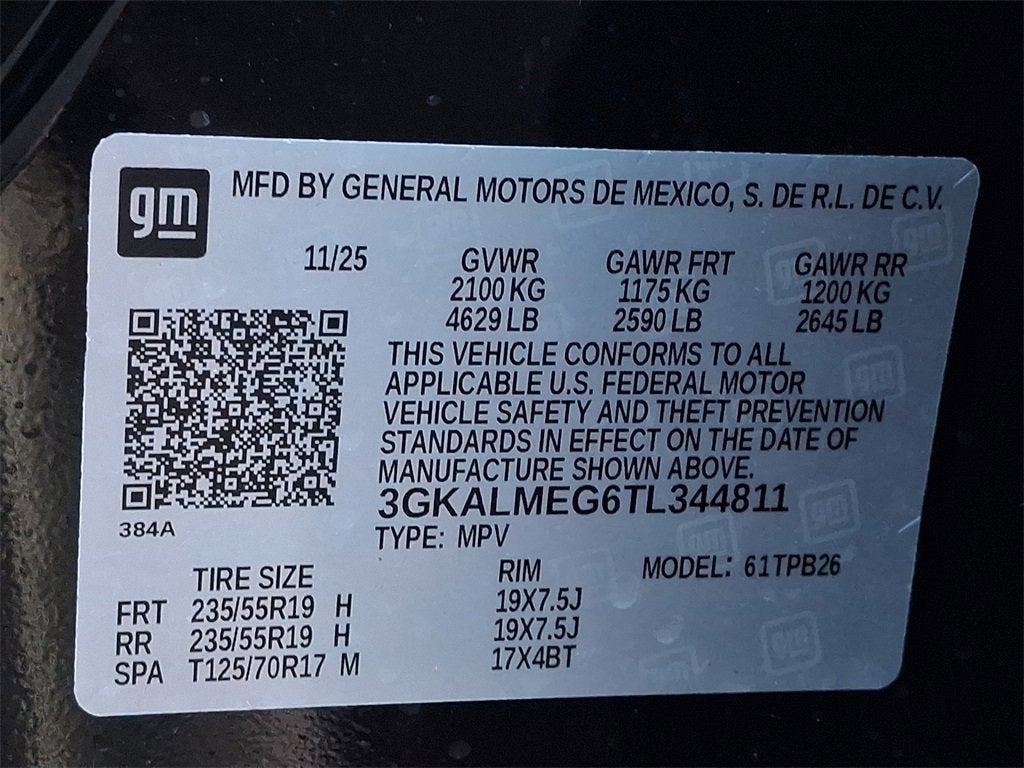 gm MFD BY GENERAL MOTORS DE MEXICO, S. DE R.L. DE C.V.
11/25 GVWR GAWR FRT GAWR RR
2100 KG 1175 KG 1200 KG
4629 LB 2590 LB 2645 LB
THIS VEHICLE CONFORMS TO ALL
APPLICABLE U.S. FEDERAL MOTOR
VEHICLE SAFETY AND THEFT PREVENTION
STANDARDS IN EFFECT ON THE DATE OF
MANUFACTURE SHOWN ABOVE.
3GKALMEG6TL344811
384A
TYPE: MPV
MODEL: 61TPB26
TIRE SIZE RIM
FRT 235/55R19 H 19X7.5J
RR 235/55R19 H 19X7.5J
SPA T125/70R17 M 17X4BT